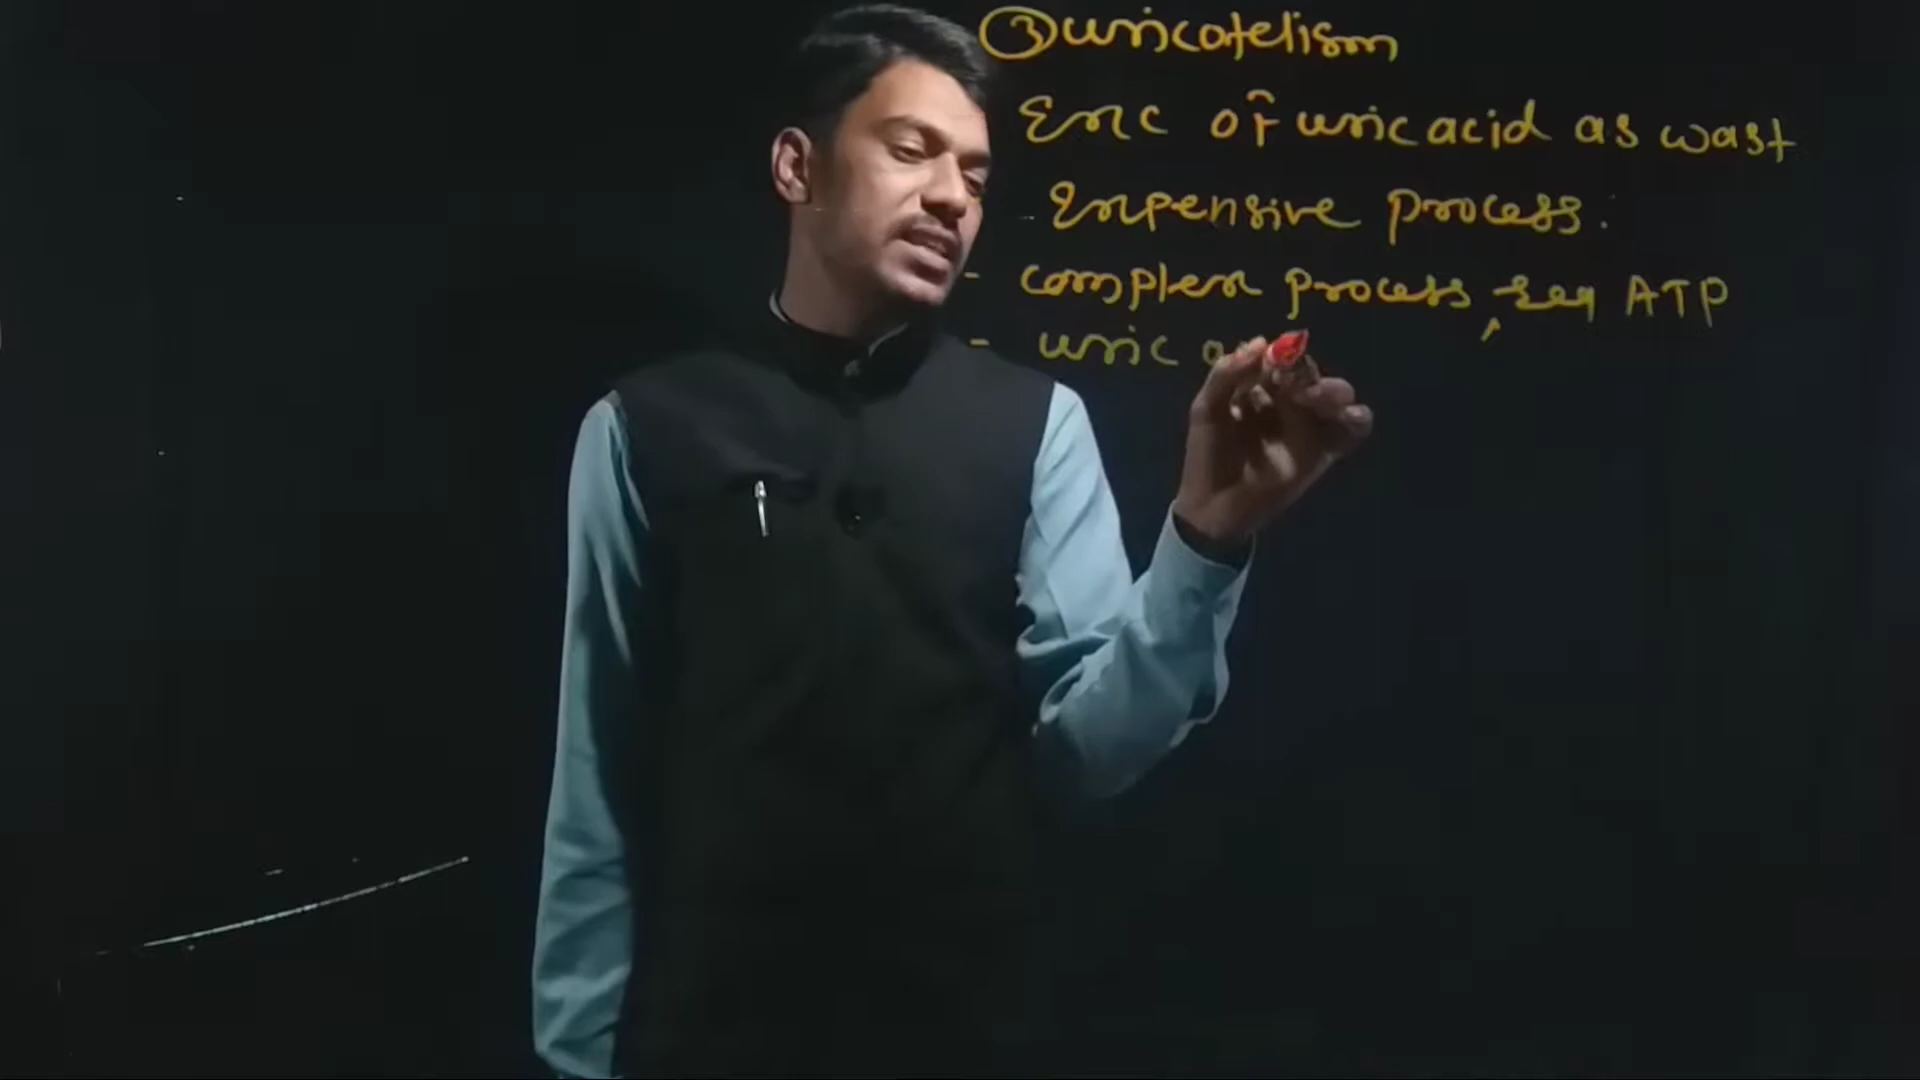 ③ uricotelism
Exc of uric acid as wast
- Expensive process.
- complex process, req ATP
- uric a